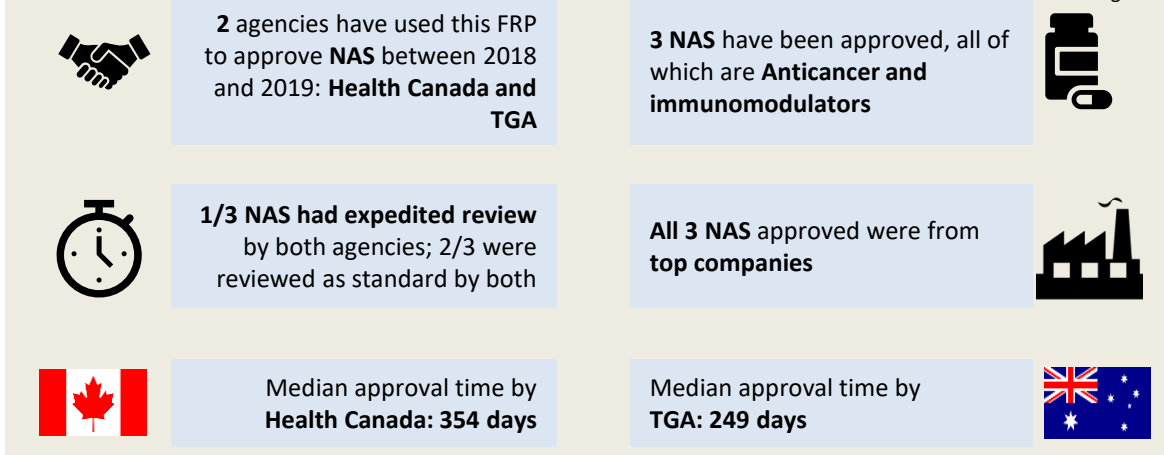 2 agencies have used this FRP
to approve NAS between 2018
and 2019: Health Canada and
TGA
3 NAS have been approved, all of
which are Anticancer and
immunomodulators
1/3 NAS had expedited review
by both agencies; 2/3 were
reviewed as standard by both
All 3 NAS approved were from
top companies
Median approval time by
Health Canada: 354 days
Median approval time by
TGA: 249 days